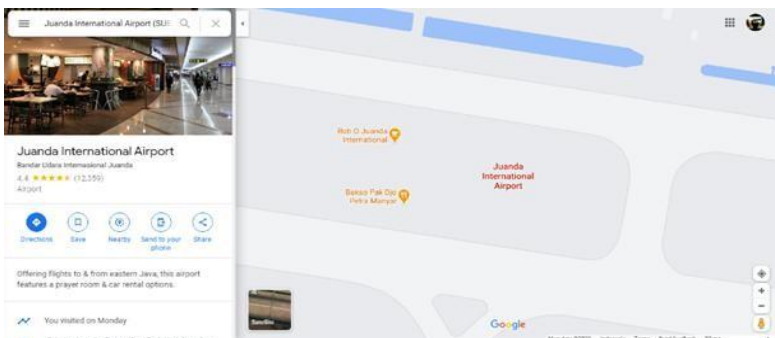 Juanda International Airport (SUB
Juanda International Airport
Bandar Udara Internasional Juanda
4.4 ★★★★★ (12,359)
Airport
Directions
Save
Nearby
Send to your
phone
Share
Offering flights to & from eastern Java, this airport
features a prayer room & car rental options.
You visited on Monday
Roti O Juanda
International
Bakso Pak Djo
Petra Manyar
Juanda
International
Airport
Satellite
Google